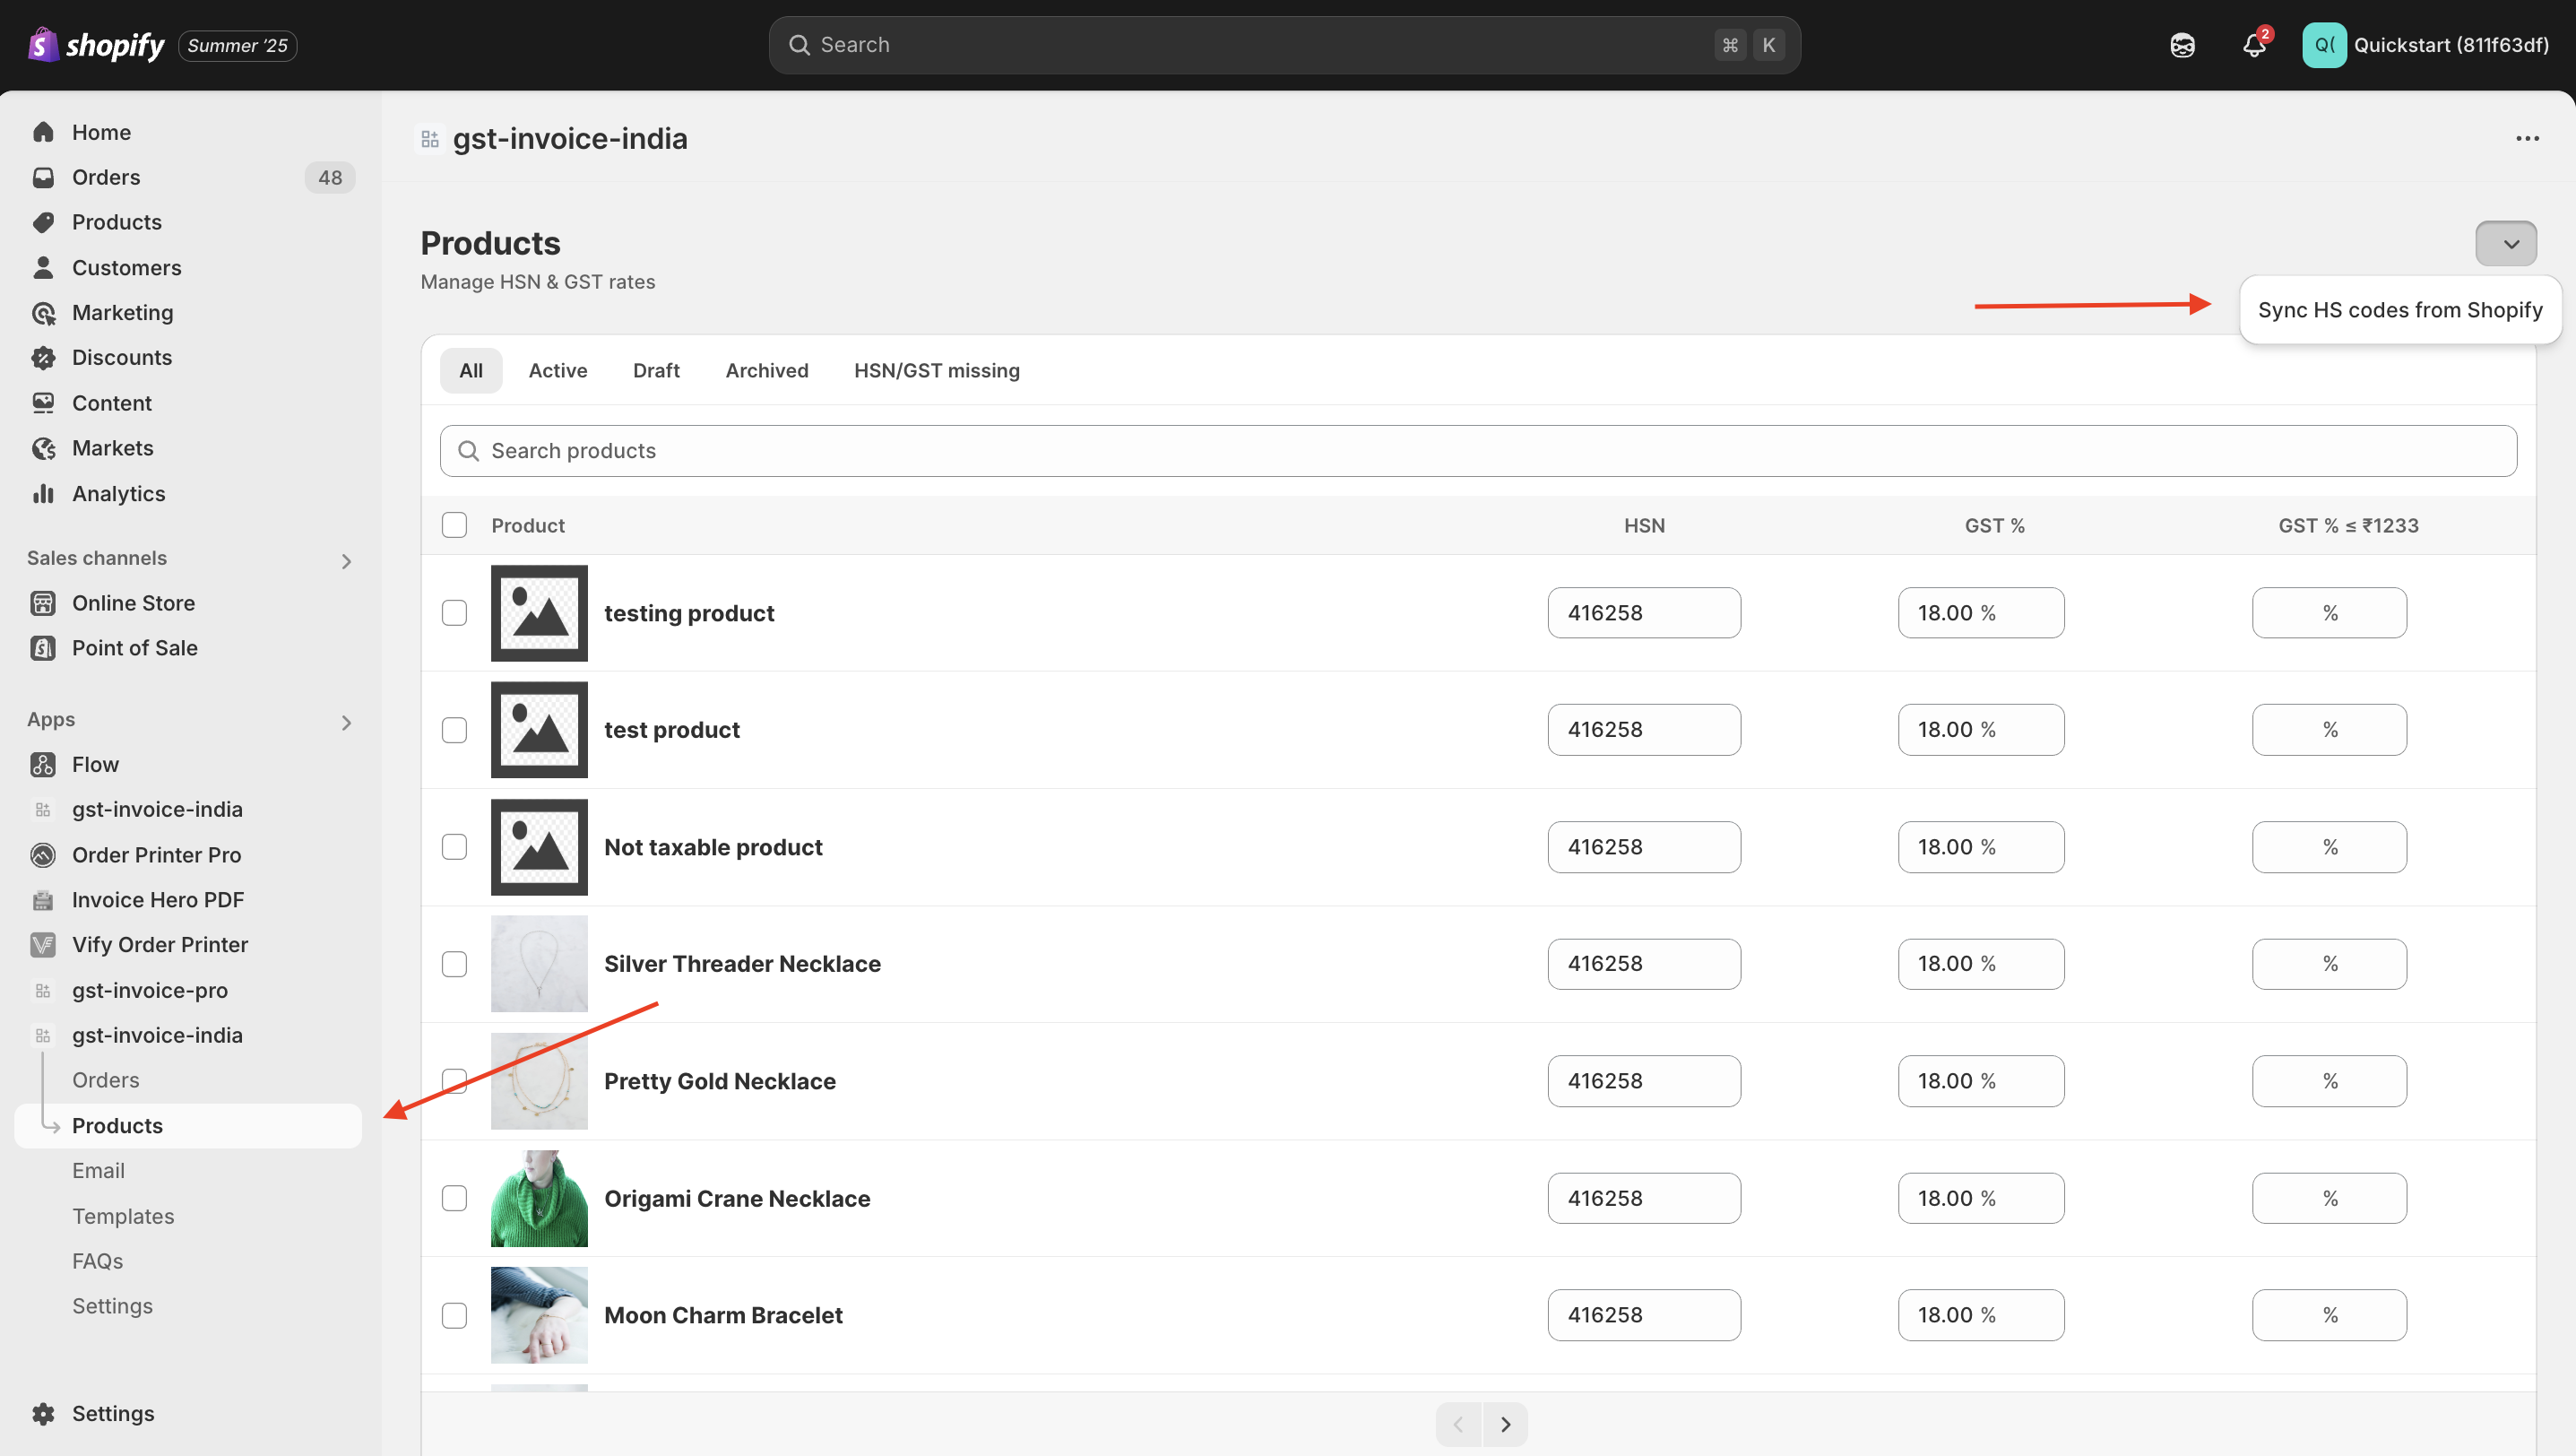 shopify Summer '25 Search ⌘ K 2 Q( Quickstart (811f63df)
Home
Orders 48
Products
Customers
Marketing
Discounts
Content
Markets
Analytics
Sales channels
Online Store
Point of Sale
Apps
Flow
gst-invoice-india
Order Printer Pro
Invoice Hero PDF
Vify Order Printer
gst-invoice-pro
gst-invoice-india
Orders
Products
Email
Templates
FAQs
Settings
Settings
gst-invoice-india
Products
Manage HSN & GST rates
Sync HS codes from Shopify
All Active Draft Archived HSN/GST missing
Search products
Product HSN GST % GST % ≤ ₹1233
testing product 416258 18.00 % %
test product 416258 18.00 % %
Not taxable product 416258 18.00 % %
Silver Threader Necklace 416258 18.00 % %
Pretty Gold Necklace 416258 18.00 % %
Origami Crane Necklace 416258 18.00 % %
Moon Charm Bracelet 416258 18.00 % %